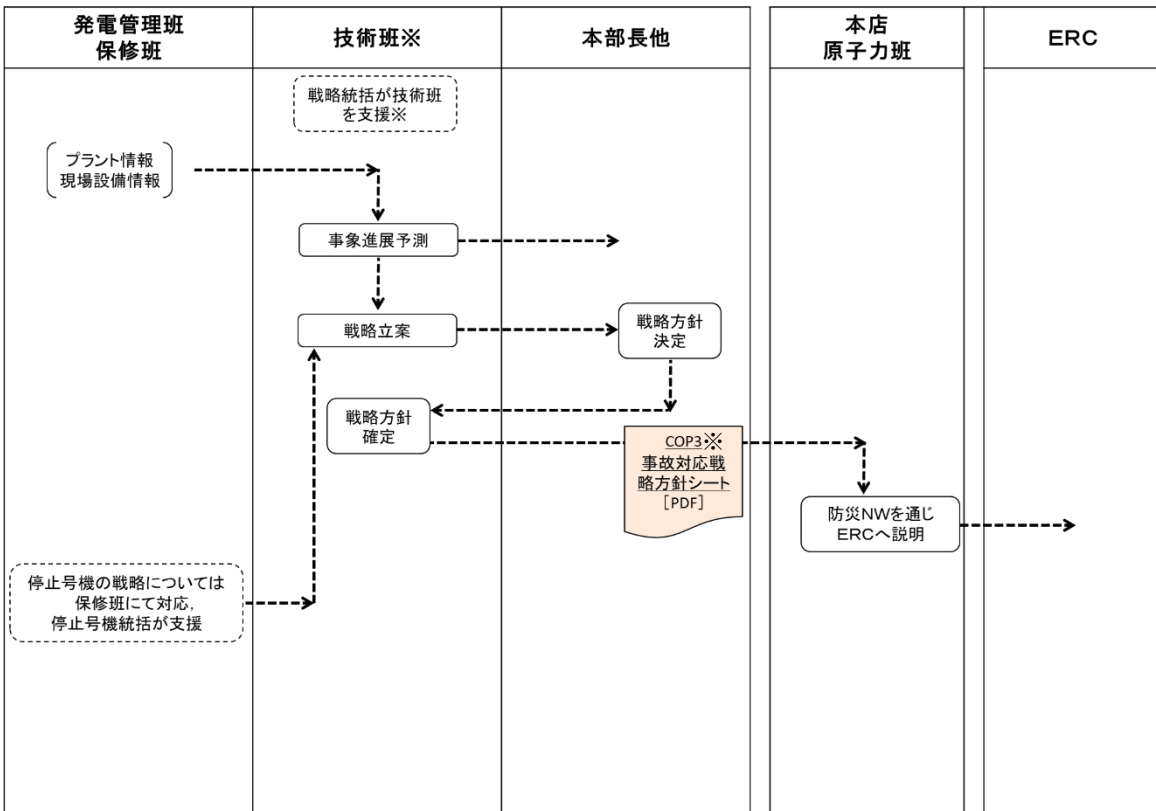 発電管理班
保修班
技術班※
本部長他
本店
原子力班
ＥＲＣ
戦略統括が技術班
を支援※
プラント情報
現場設備情報
事象進展予測
戦略立案
戦略方針
決定
戦略方針
確定
COP3※
事故対応戦
略方針シート
［PDF］
防災NWを通じ
ERCへ説明
停止号機の戦略については
保修班にて対応,
停止号機統括が支援